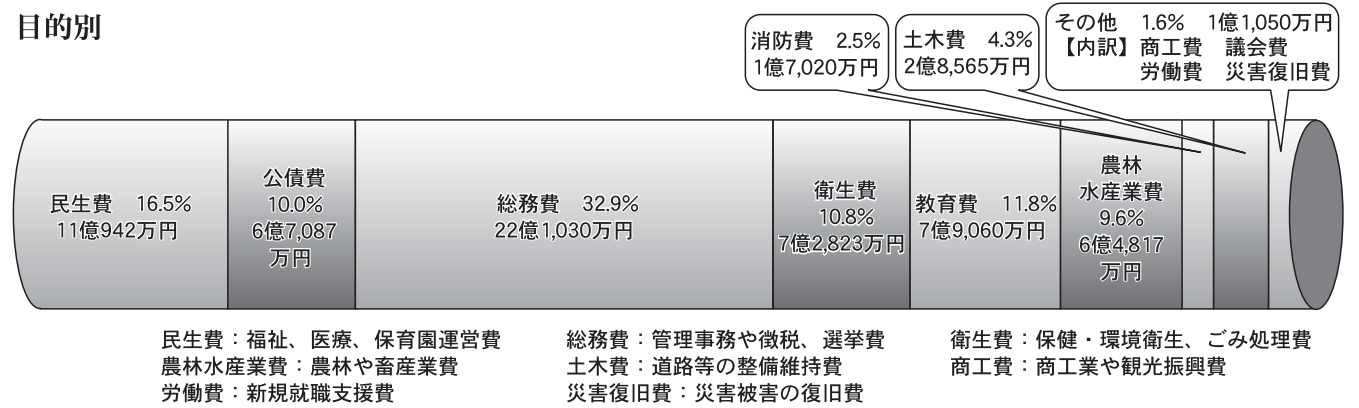 目的別
消防費　2.5%
1億7,020万円
土木費　4.3%
2億8,565万円
その他　1.6%　1億1,050万円
【内訳】商工費　議会費
労働費　災害復旧費
民生費　16.5%
11億942万円
公債費
10.0%
6億7,087
万円
総務費　32.9%
22億1,030万円
衛生費
10.8%
7億2,823万円
教育費　11.8%
7億9,060万円
農林
水産業費
9.6%
6億4,817
万円
民生費：福祉、医療、保育園運営費
農林水産業費：農林や畜産業費
労働費：新規就職支援費
総務費：管理事務や徴税、選挙費
土木費：道路等の整備維持費
災害復旧費：災害被害の復旧費
衛生費：保健・環境衛生、ごみ処理費
商工費：商工業や観光振興費